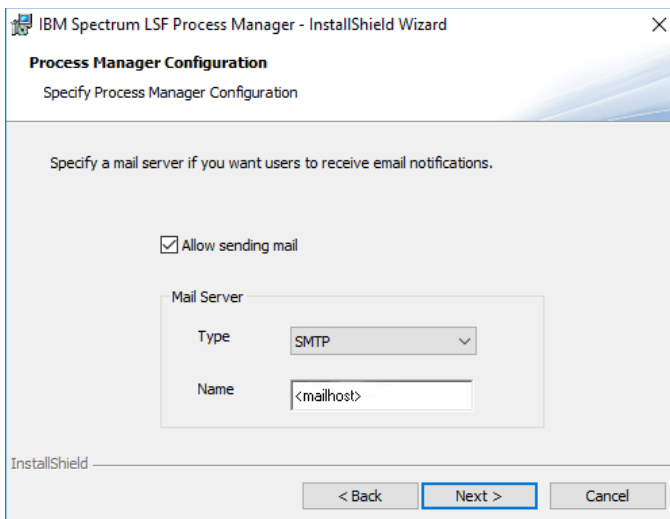 IBM Spectrum LSF Process Manager - InstallShield Wizard
Process Manager Configuration
Specify Process Manager Configuration
Specify a mail server if you want users to receive email notifications.
Allow sending mail
Mail Server
Type
SMTP
Name
<mailhost>
InstallShield
< Back
Next >
Cancel